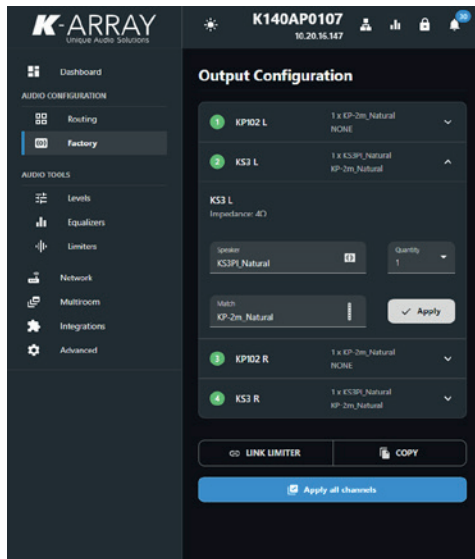 K-ARRAY
Unique Audio Solutions
K140AP0107
10.20.16.147
30
Dashboard
AUDIO CONFIGURATION
Routing
Factory
AUDIO TOOLS
Levels
Equalizers
Limiters
Network
Multiroom
Integrations
Advanced
Output Configuration
1 KP102 L
1 x KP-2m_Natural
NONE
2 KS3 L
1 x KS3PI_Natural
KP-2m_Natural
KS3 L
Impedance: 4Ω
Speaker
KS3PI_Natural
Quantity
1
Match
KP-2m_Natural
Apply
3 KP102 R
1 x KP-2m_Natural
NONE
4 KS3 R
1 x KS3PI_Natural
KP-2m_Natural
LINK LIMITER
COPY
Apply all channels